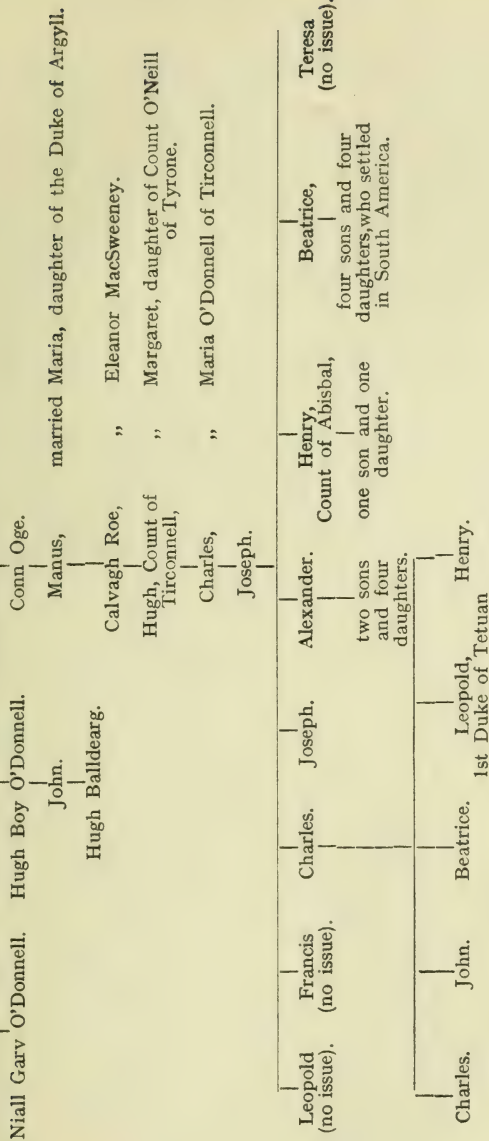 Niall Garv O'Donnell. Hugh Boy O'Donnell. Conn Oge.
John. Manus, married Maria, daughter of the Duke of Argyll.
Hugh Balldearg.
Calvagh Roe, ,, Eleanor MacSweeney.
Hugh, Count of Tirconnell, ,, Margaret, daughter of Count O'Neill of Tyrone.
Charles, ,, Maria O'Donnell of Tirconnell.
Joseph.
Leopold (no issue). Francis (no issue). Charles. Joseph. Alexander. Henry, Count of Abisbal, Beatrice, Teresa (no issue).
two sons and four daughters.
one son and one daughter.
four sons and four daughters, who settled in South America.
Charles. John. Beatrice. Leopold, 1st Duke of Tetuan Henry.